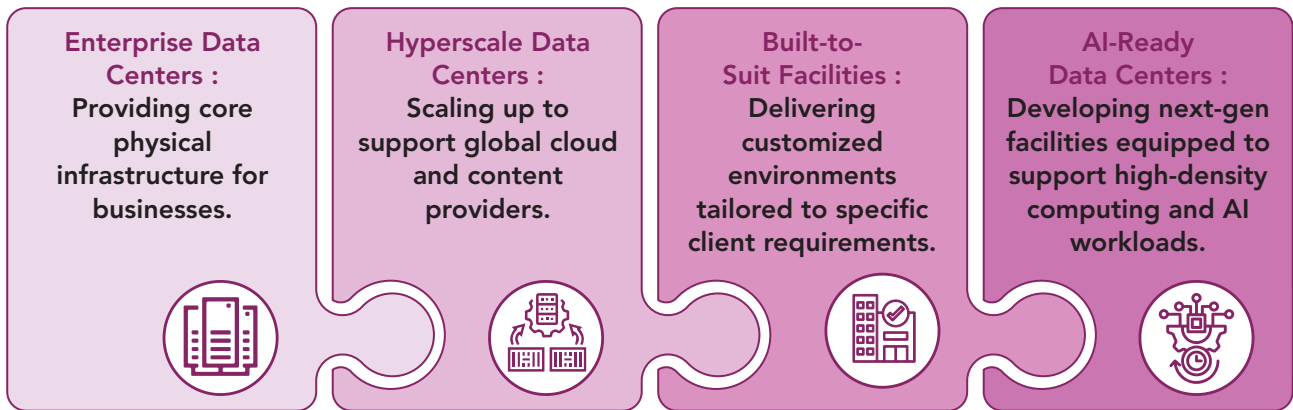 Enterprise Data
Centers :
Providing core
physical
infrastructure for
businesses.
Hyperscale Data
Centers :
Scaling up to
support global cloud
and content
providers.
Built-to-
Suit Facilities :
Delivering
customized
environments
tailored to specific
client requirements.
AI-Ready
Data Centers :
Developing next-gen
facilities equipped to
support high-density
computing and AI
workloads.